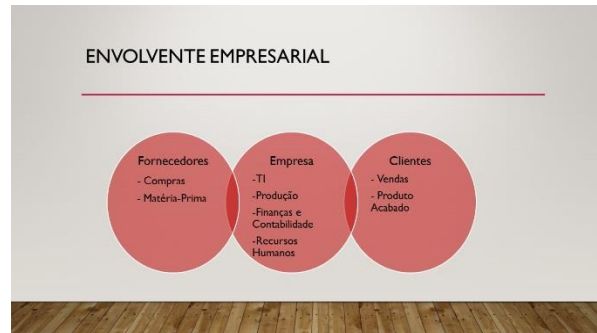 ENVOLVENTE EMPRESARIAL
Fornecedores
- Compras
- Matéria-Prima
Empresa
-TI
-Produção
-Finanças e
Contabilidade
-Recursos
Humanos
Clientes
- Vendas
- Produto
Acabado